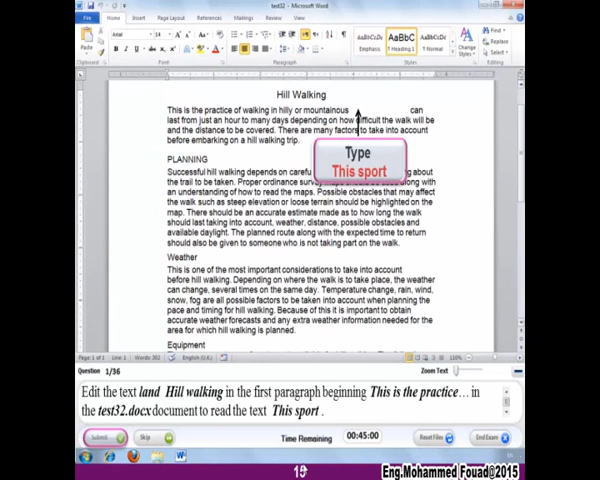 test32 - Microsoft Word
File Home Insert Page Layout References Mailings Review View
Arial 14
Paste
AaBbCcDc AaBbC AaBbCcDc
Emphasis ¶ Heading 1 ¶ Normal
Change Styles
Find
Replace
Select
Clipboard Font Paragraph Styles Editing
Hill Walking
This is the practice of walking in hilly or mountainous can
last from just an hour to many days depending on how difficult the walk will be
and the distance to be covered. There are many factors to take into account
before embarking on a hill walking trip.
Type
This sport
PLANNING
Successful hill walking depends on about
the trail to be taken. Proper ordinance along with
an understanding of how to read the maps. Possible obstacles that may affect
the walk such as steep elevation or loose terrain should be highlighted on the
map. There should be an accurate estimate made as to how long the walk
should last taking into account, weather, distance, possible obstacles and
available daylight. The planned route along with the expected time to return
should also be given to someone who is not taking part on the walk.
Weather
This is one of the most important considerations to take into account
before hill walking. Depending on where the walk is to take place, the weather
can change, several times on the same day. Temperature change, rain, wind,
snow, fog are all possible factors to be taken into account when planning the
pace and timing for hill walking. Because of this it is important to obtain
accurate weather forecasts and any extra weather information needed for the
area for which hill walking is planned.
Equipment
Page: 1 of 1 Line: 1 Words: 302 English (U.K.) 110%
Question 1/36 Zoom Text
Edit the text land Hill walking in the first paragraph beginning This is the practice… in
the test32.docx document to read the text This sport .
Submit Skip Time Remaining 00:45:00 Reset Files End Exam
EN
15
Eng.Mohammed Fouad@2015